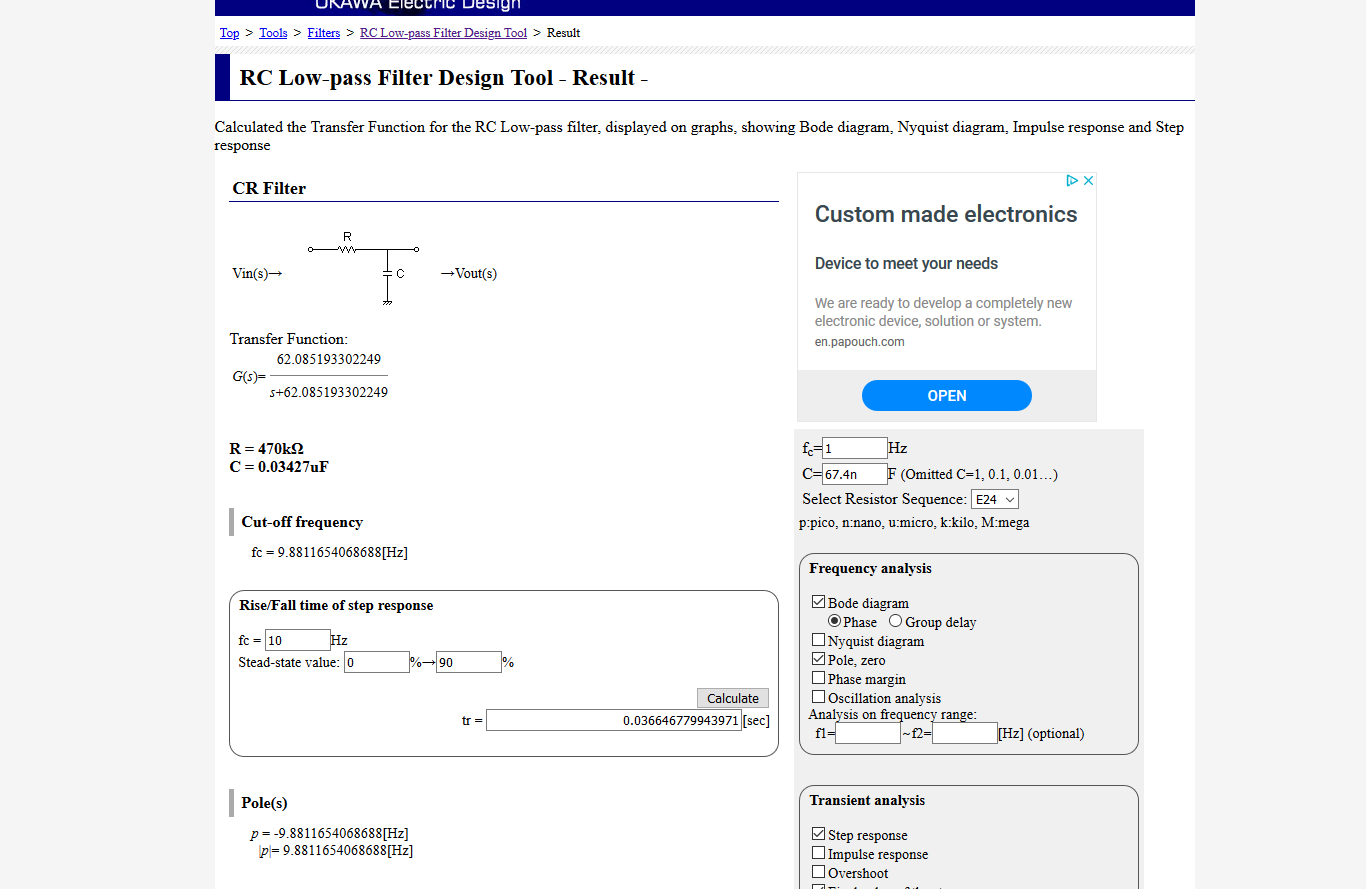 OKAWA Electric Design
Top > Tools > Filters > RC Low-pass Filter Design Tool > Result
RC Low-pass Filter Design Tool - Result -
Calculated the Transfer Function for the RC Low-pass filter, displayed on graphs, showing Bode diagram, Nyquist diagram, Impulse response and Step
response
CR Filter
R
Vin(s)→
C
→Vout(s)
Transfer Function:
62.085193302249
G(s)=
s+62.085193302249
R = 470kΩ
C = 0.03427uF
Cut-off frequency
fc = 9.8811654068688[Hz]
Rise/Fall time of step response
fc = 10 Hz
Stead-state value: 0 %→ 90 %
Calculate
tr = 0.036646779943971 [sec]
Pole(s)
p = -9.8811654068688[Hz]
|p|= 9.8811654068688[Hz]
Custom made electronics
Device to meet your needs
We are ready to develop a completely new
electronic device, solution or system.
en.papouch.com
OPEN
fc= 1 Hz
C= 67.4n F (Omitted C=1, 0.1, 0.01…)
Select Resistor Sequence: E24
p:pico, n:nano, u:micro, k:kilo, M:mega
Frequency analysis
Bode diagram
Phase Group delay
Nyquist diagram
Pole, zero
Phase margin
Oscillation analysis
Analysis on frequency range:
f1= ~f2= [Hz] (optional)
Transient analysis
Step response
Impulse response
Overshoot